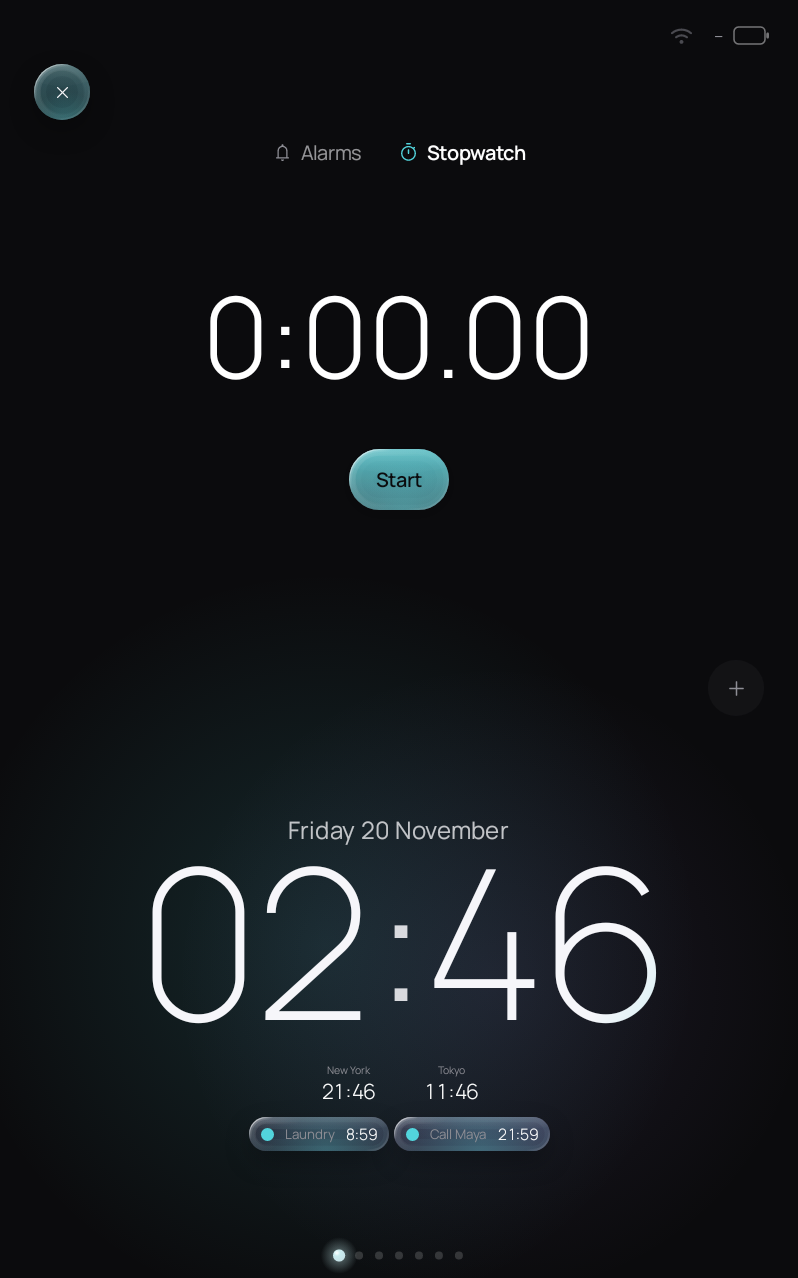 –
Alarms Stopwatch
0:00.00
Start
Friday 20 November
02:46
New York Tokyo
21:46 11:46
Laundry 8:59 Call Maya 21:59